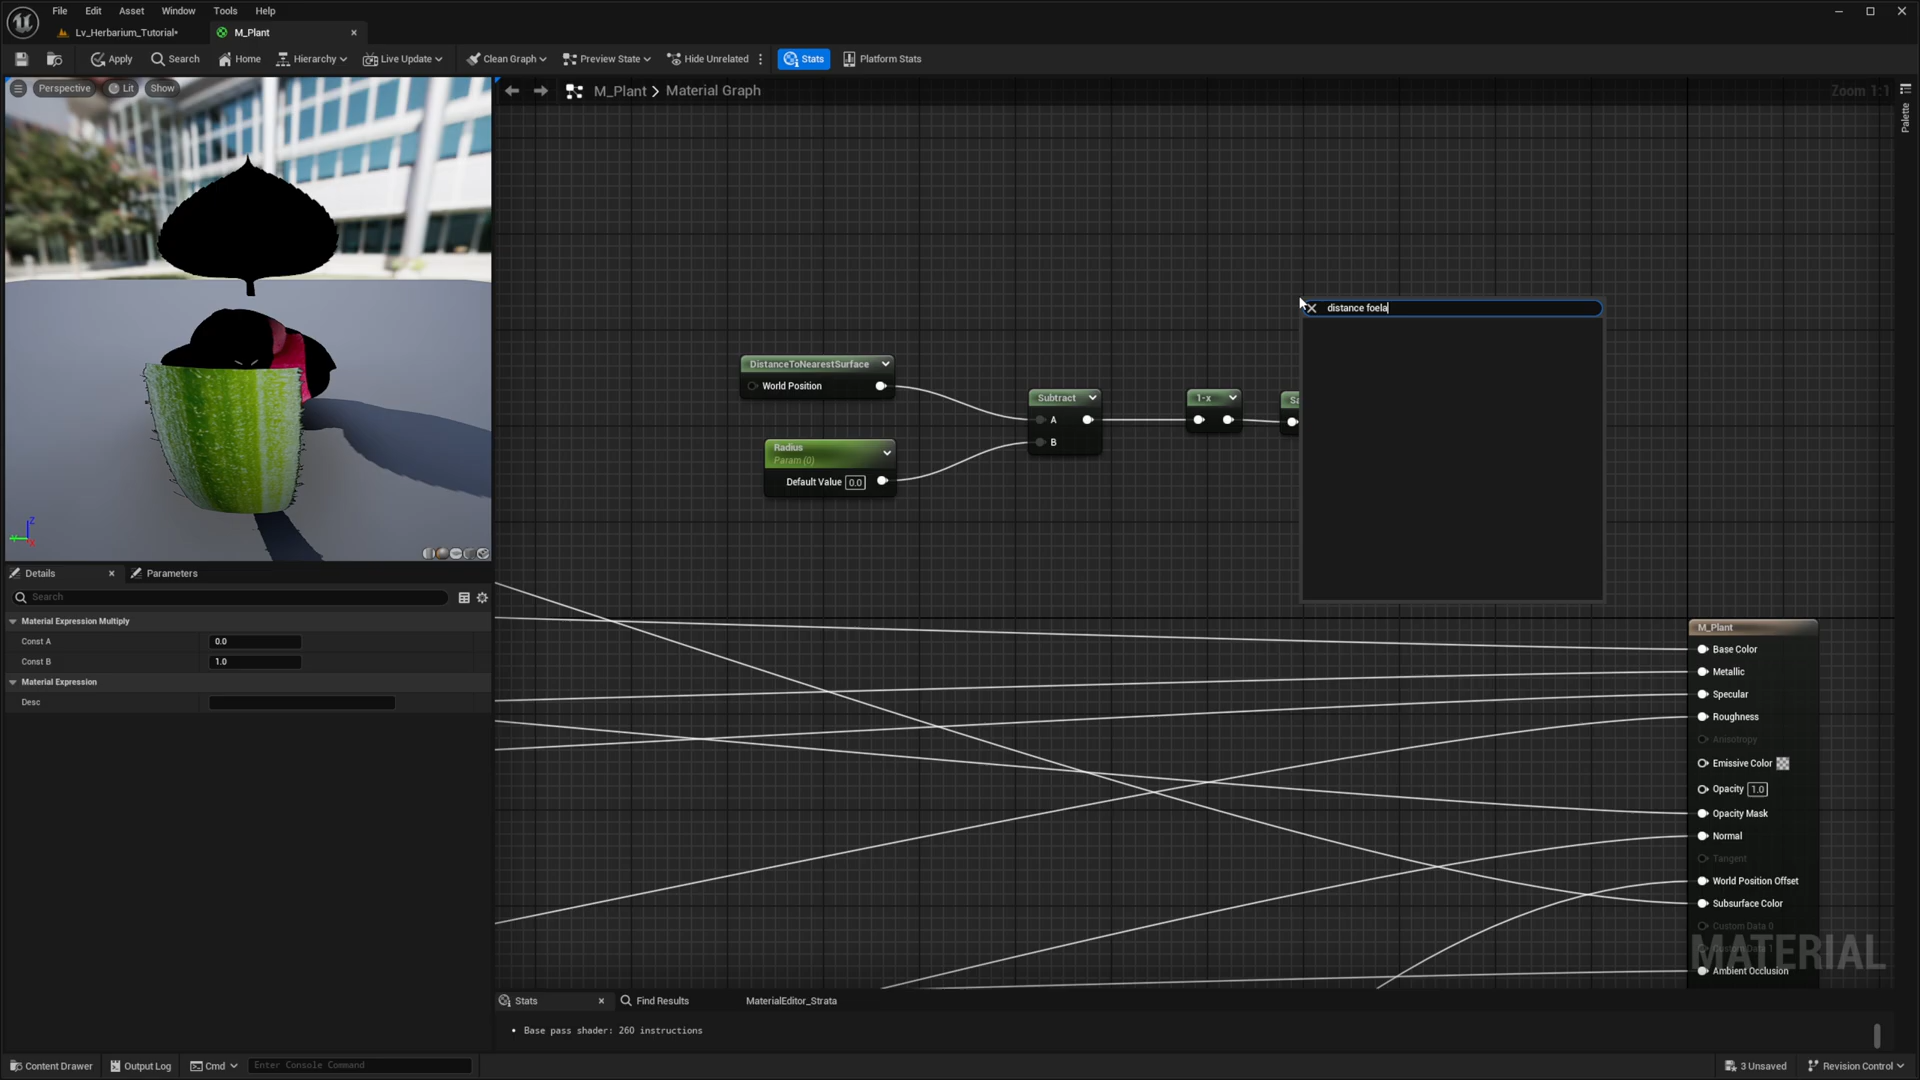 File Edit Asset Window Tools Help
Lv_Herbarium_Tutorial* M_Plant
Apply Search Home Hierarchy Live Update Clean Graph Preview State Hide Unrelated Stats Platform Stats
Perspective Lit Show
M_Plant > Material Graph
Zoom 1:1
Palette
distance foela
DistanceToNearestSurface
World Position
Radius
Param (0)
Default Value 0.0
Subtract
A
B
1-x
Sa
Details Parameters
Search
Material Expression Multiply
Const A 0.0
Const B 1.0
Material Expression
Desc
M_Plant
Base Color
Metallic
Specular
Roughness
Anisotropy
Emissive Color
Opacity 1.0
Opacity Mask
Normal
Tangent
World Position Offset
Subsurface Color
Custom Data 0
Custom Data 1
Ambient Occlusion
MATERIAL
Stats Find Results MaterialEditor_Strata
• Base pass shader: 260 instructions
Content Drawer Output Log Cmd Enter Console Command 3 Unsaved Revision Control